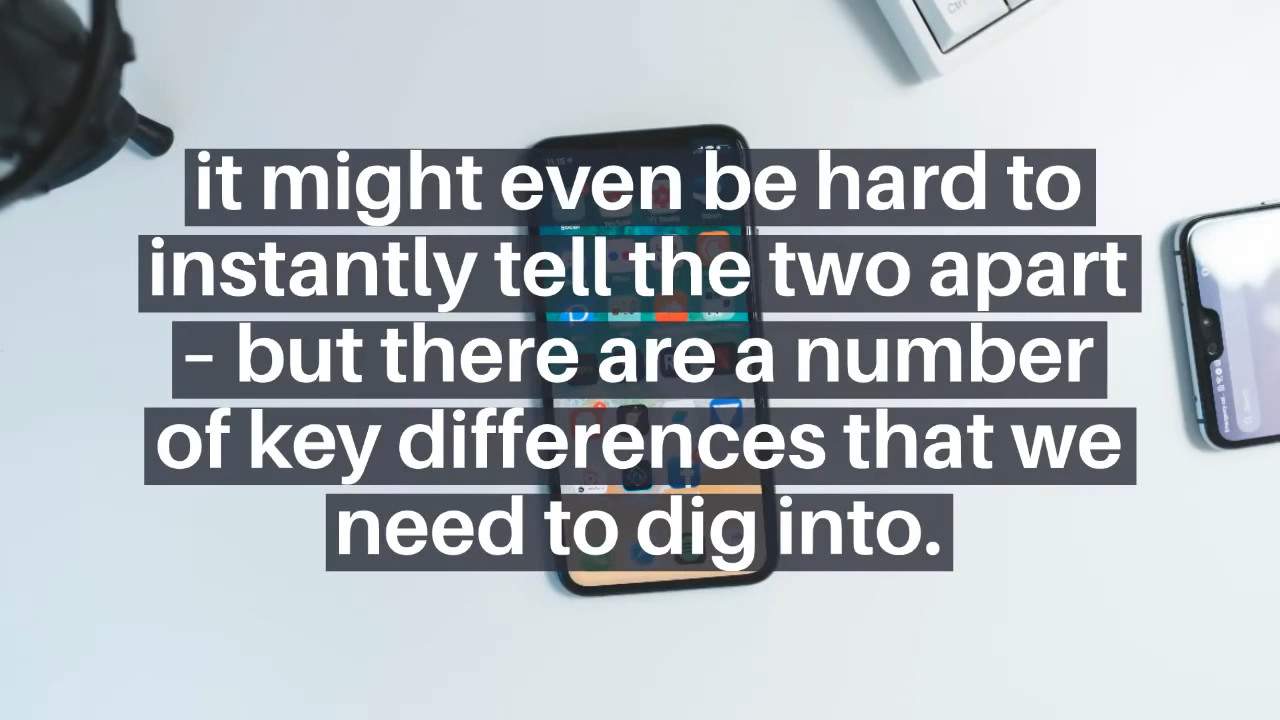 Ctrl
it might even be hard to
instantly tell the two apart
– but there are a number
of key differences that we
need to dig into.